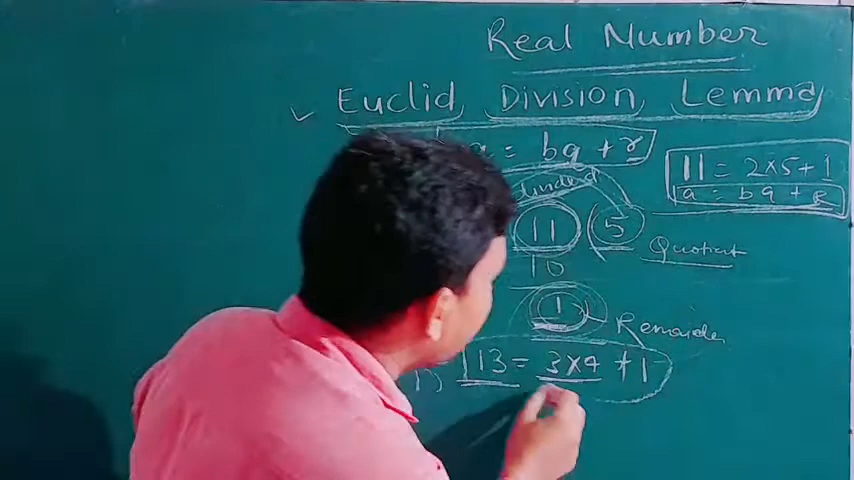 Real Number
Euclid Division Lemma
a = bq + r
11 = 2x5+1
a = bq + r
Dividend
11 5
Quotient
10
1
Remainder
13 = 3x4 +1